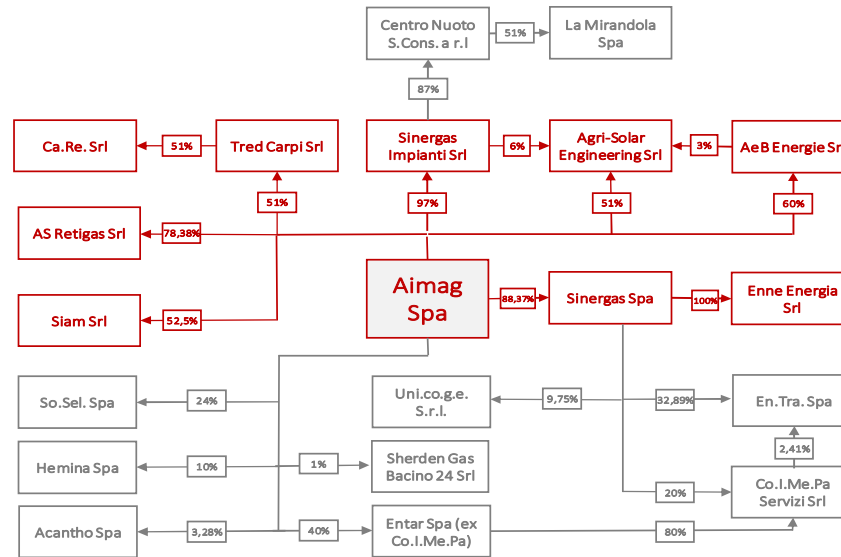 Centro Nuoto
S.Cons. a r.l
51%
La Mirandola
Spa
87%
Ca.Re. Srl
51%
Tred Carpi Srl
Sinergas
Impianti Srl
6%
Agri-Solar
Engineering Srl
3%
AeB Energie Srl
51%
97%
51%
60%
AS Retigas Srl
78,38%
Aimag
Spa
88,37%
Sinergas Spa
100%
Enne Energia
Srl
Siam Srl
52,5%
So.Sel. Spa
24%
Uni.co.g.e.
S.r.l.
9,75%
32,89%
En.Tra. Spa
2,41%
Hemina Spa
10%
1%
Sherden Gas
Bacino 24 Srl
20%
Co.I.Me.Pa
Servizi Srl
Acantho Spa
3,28%
40%
Entar Spa (ex
Co.I.Me.Pa)
80%